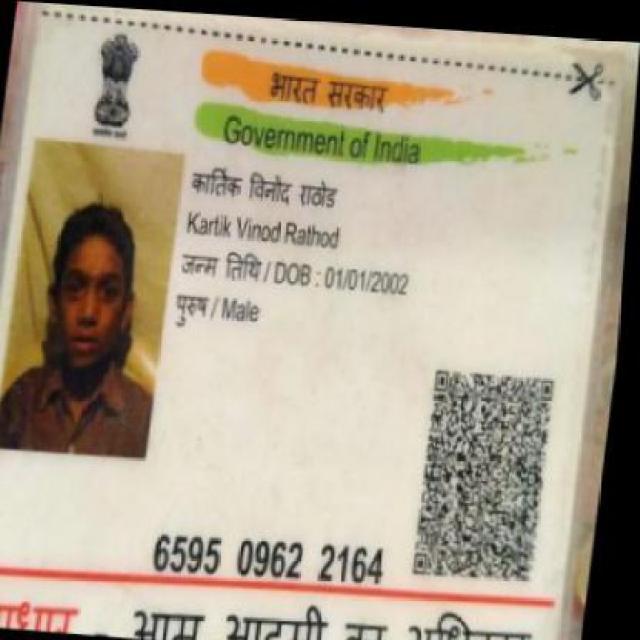 भारत सरकार
Government of India
कार्तिक विनोद राठोड
Kartik Vinod Rathod
जन्म तिथि / DOB : 01/01/2002
पुरुष / Male
6595 0962 2164
आधार - आम आदमी का अधिकार